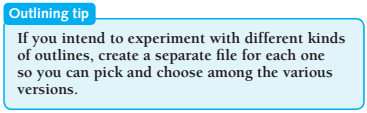 Outlining tip
If you intend to experiment with different kinds
of outlines, create a separate file for each one
so you can pick and choose among the various
versions.